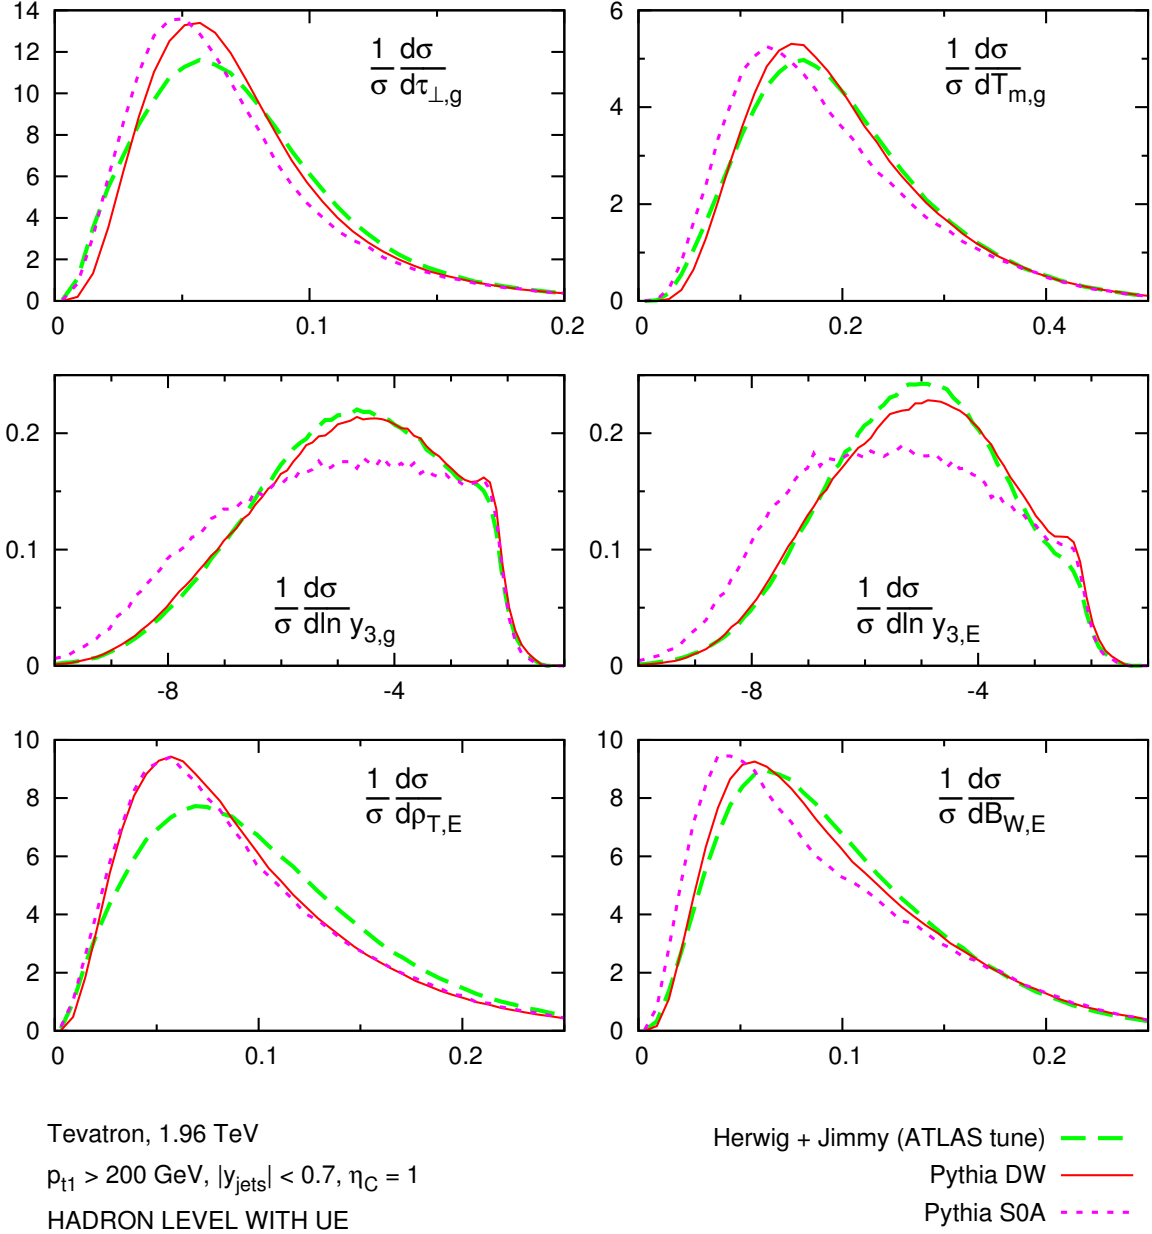 14
12
10
8
6
4
2
0
0 0.1 0.2
1 dσ
σ dτ⊥,g
6
4
2
0
0 0.2 0.4
1 dσ
σ dTm,g
0.2
0.1
0
-8 -4
1 dσ
σ dln y3,g
0.2
0.1
0
-8 -4
1 dσ
σ dln y3,E
10
8
6
4
2
0
0 0.1 0.2
1 dσ
σ dρT,E
10
8
6
4
2
0
0 0.1 0.2
1 dσ
σ dBW,E
Tevatron, 1.96 TeV
pt1 > 200 GeV, |yjets| < 0.7, ηC = 1
HADRON LEVEL WITH UE
Herwig + Jimmy (ATLAS tune)
Pythia DW
Pythia S0A